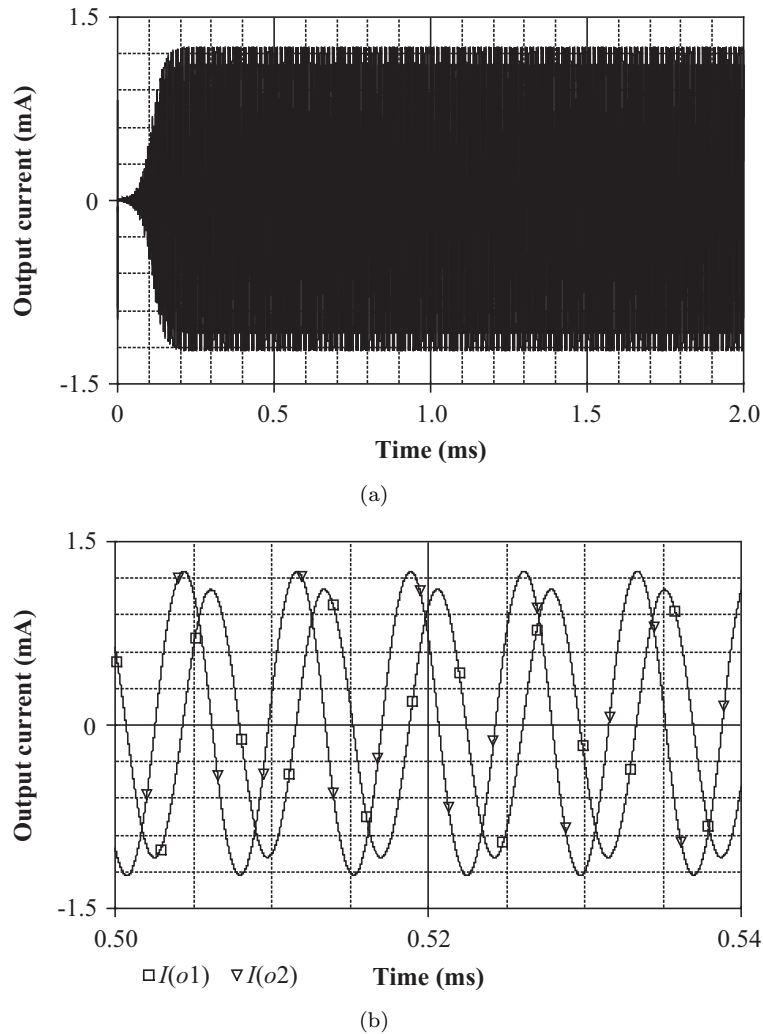 1.5
Output current (mA)
0
-1.5
0 0.5 1.0 1.5 2.0
Time (ms)
(a)
1.5
Output current (mA)
0
-1.5
0.50 0.52 0.54
I(o1) I(o2) Time (ms)
(b)